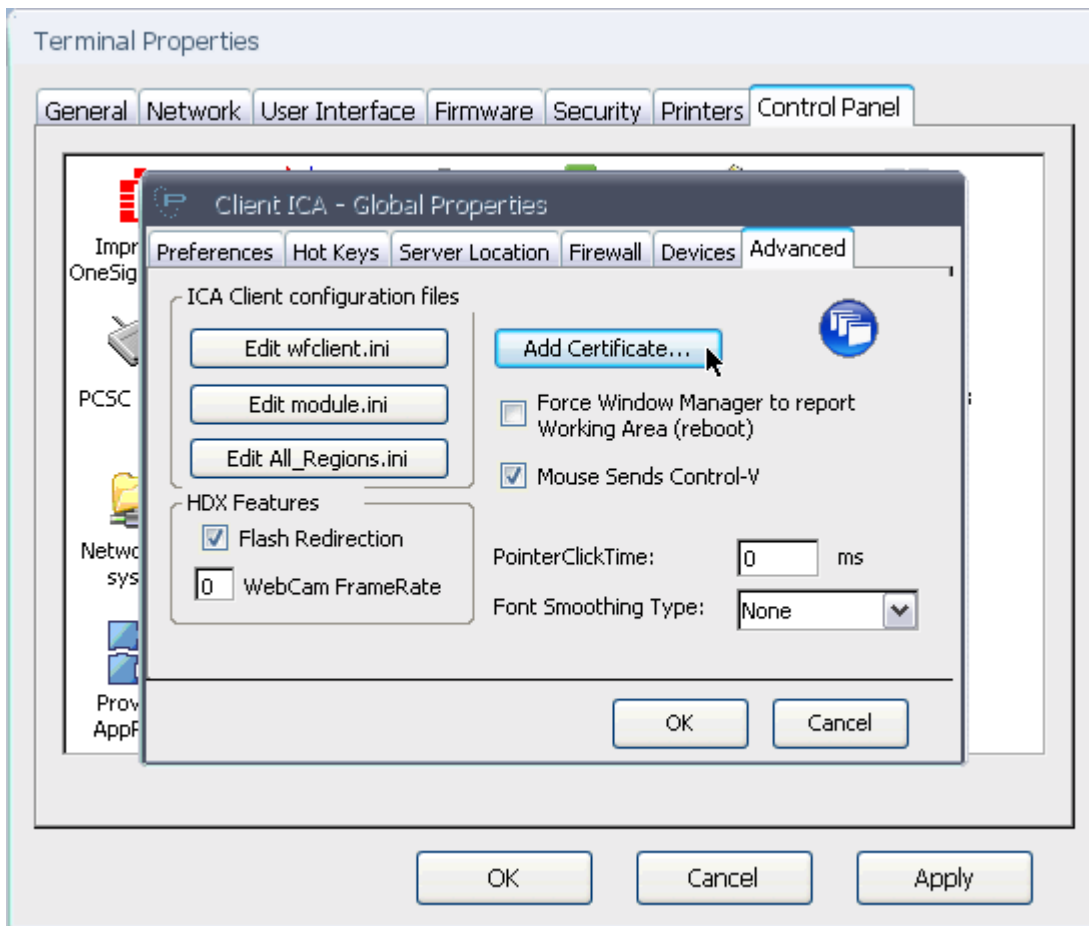 Terminal Properties
General Network User Interface Firmware Security Printers Control Panel
Client ICA - Global Properties
Preferences Hot Keys Server Location Firewall Devices Advanced
ICA Client configuration files
Edit wfclient.ini
Edit module.ini
Edit All_Regions.ini
HDX Features
Flash Redirection
0 WebCam FrameRate
Add Certificate...
Force Window Manager to report
Working Area (reboot)
Mouse Sends Control-V
PointerClickTime: 0 ms
Font Smoothing Type: None
OK Cancel
PCSC
OK Cancel Apply